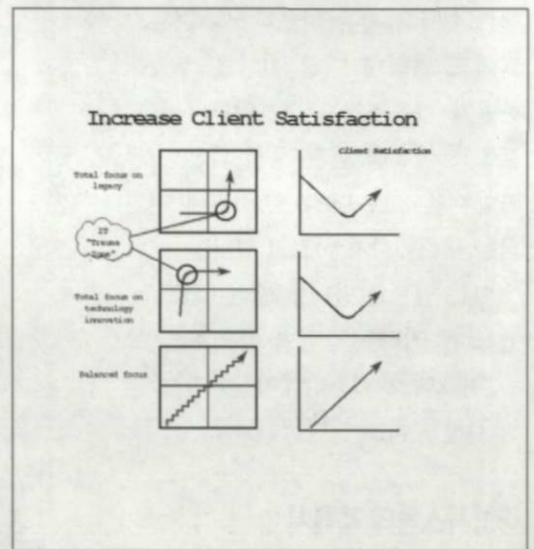 Increase Client Satisfaction
Client Satisfaction
Total focus on
legacy
IT
"Trauma
Zone"
Total focus on
technology
innovation
Balanced focus